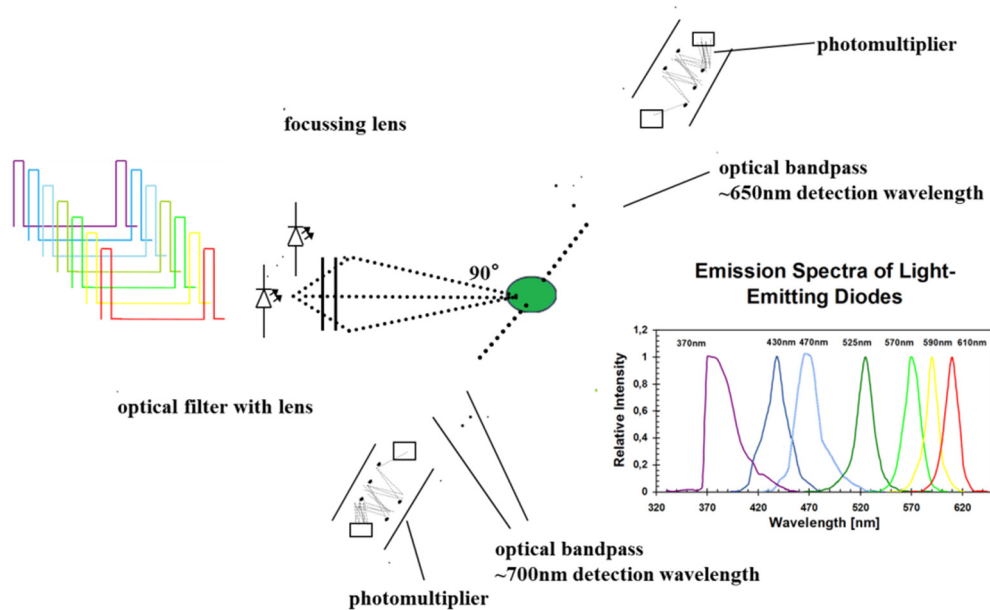 photomultiplier
focussing lens
optical bandpass
~650nm detection wavelength
90°
Emission Spectra of Light-
Emitting Diodes
370nm
430nm
470nm
525nm
570nm
590nm
610nm
1,2
1
0,8
0,6
0,4
0,2
0
Relative Intensity
320
370
420
470
520
570
620
Wavelength [nm]
optical filter with lens
optical bandpass
~700nm detection wavelength
photomultiplier